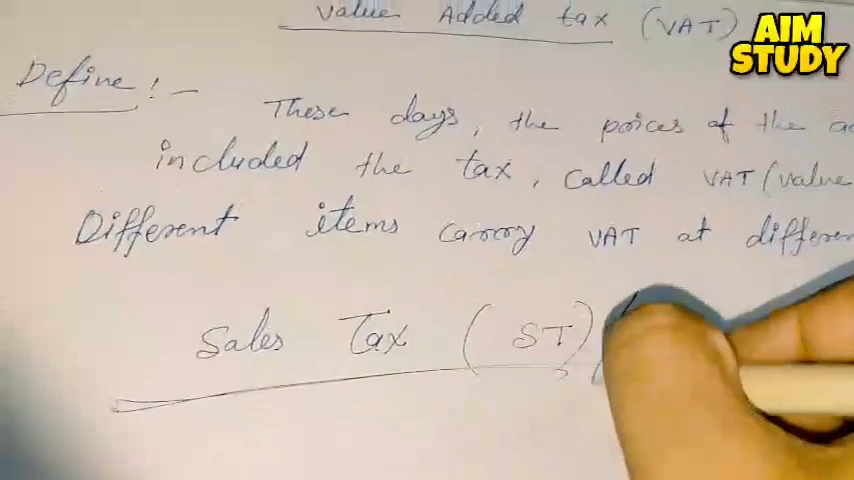 Value Added tax (VAT)
AIM STUDY
Define :-
These days, the prices of the
included the tax, called VAT (Value
Different items carry VAT at
Sales Tax (ST)